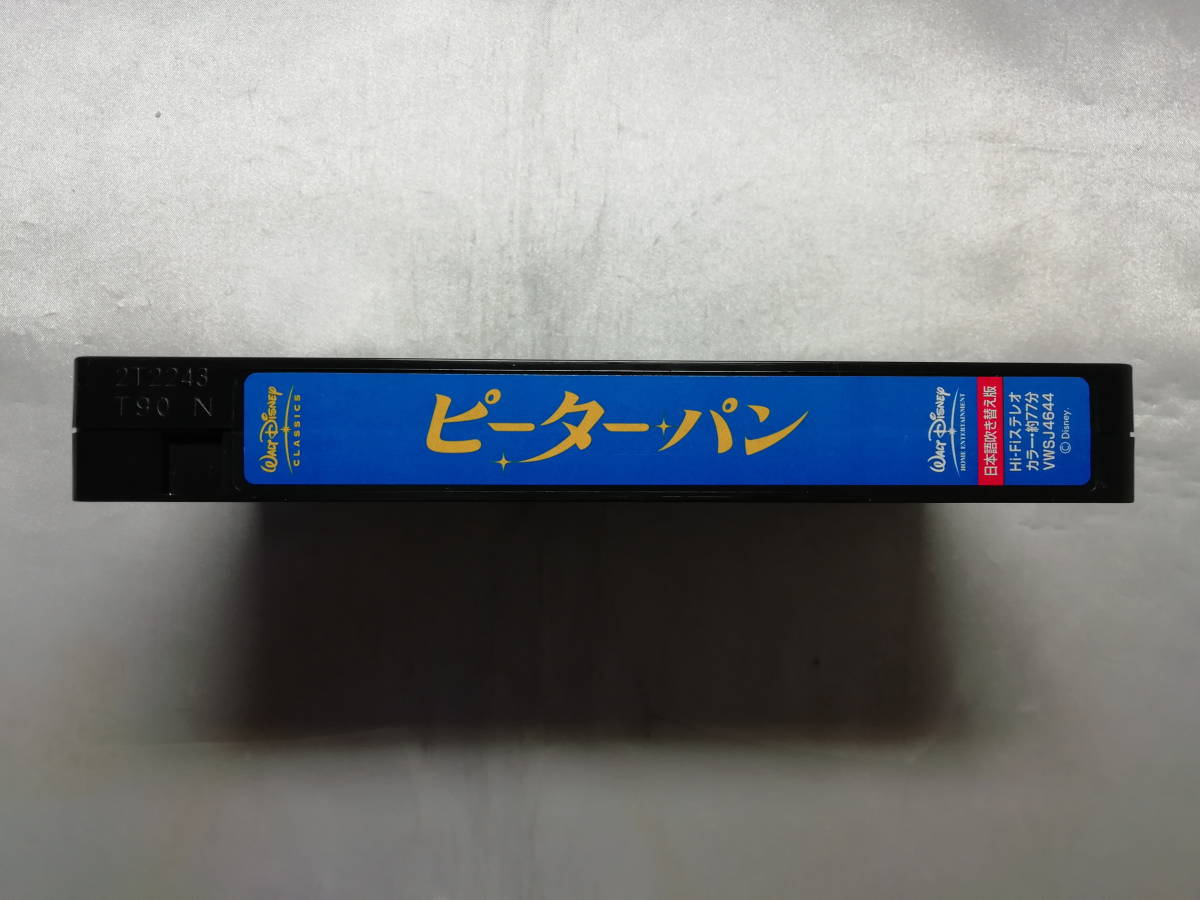 2T2243
T90 N
WALT DISNEY
CLASSICS
ピーター・パン
WALT DISNEY
HOME ENTERTAINMENT
日本語吹き替え版
Hi-Fiステレオ
カラー・約77分
VWSJ4644
© Disney.